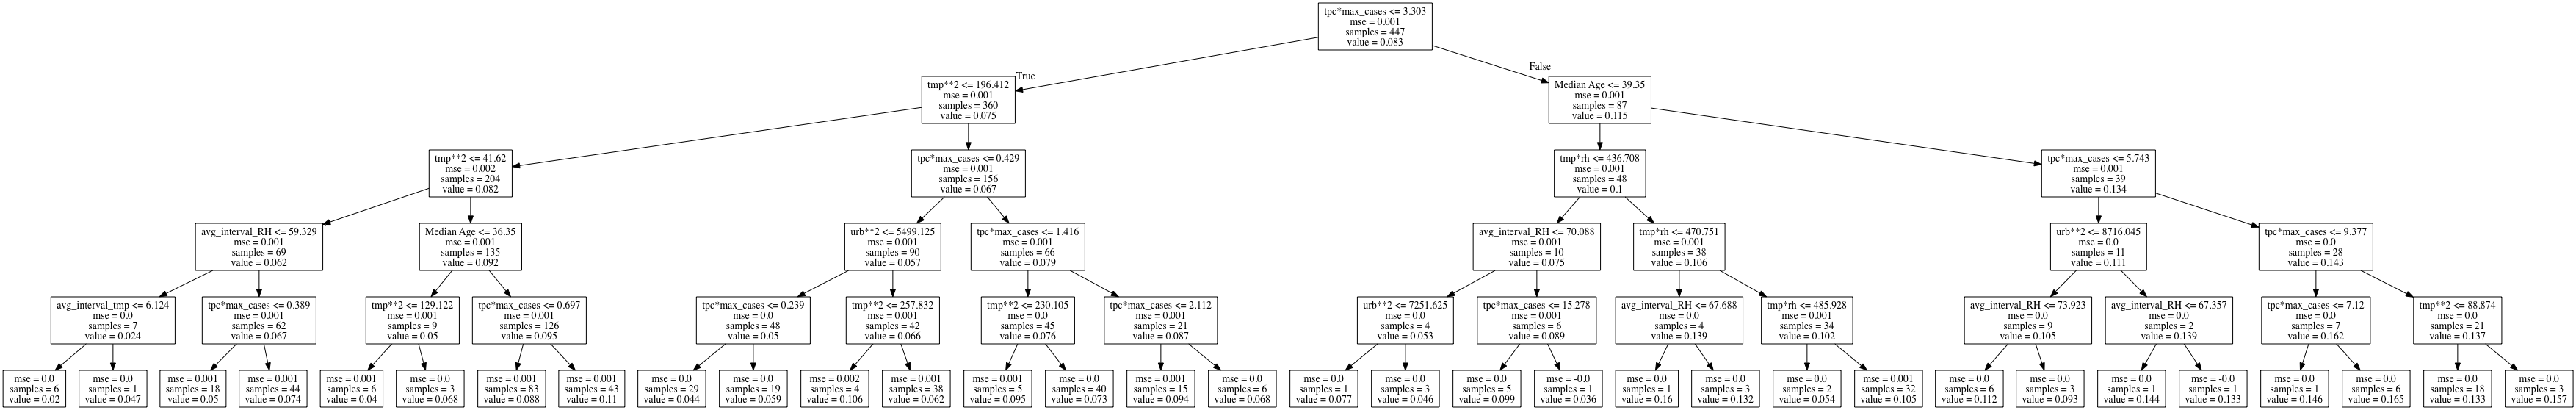 tpc*max_cases <= 3.303
mse = 0.001
samples = 447
value = 0.083
True
False
tmp**2 <= 196.412
mse = 0.001
samples = 360
value = 0.075
Median Age <= 39.35
mse = 0.001
samples = 87
value = 0.115
tmp**2 <= 41.62
mse = 0.002
samples = 204
value = 0.082
tpc*max_cases <= 0.429
mse = 0.001
samples = 156
value = 0.067
tmp*rh <= 436.708
mse = 0.001
samples = 48
value = 0.1
tpc*max_cases <= 5.743
mse = 0.001
samples = 39
value = 0.134
avg_interval_RH <= 59.329
mse = 0.001
samples = 69
value = 0.062
Median Age <= 36.35
mse = 0.001
samples = 135
value = 0.092
urb**2 <= 5499.125
mse = 0.001
samples = 90
value = 0.057
tpc*max_cases <= 1.416
mse = 0.001
samples = 66
value = 0.079
avg_interval_RH <= 70.088
mse = 0.001
samples = 10
value = 0.075
tmp*rh <= 470.751
mse = 0.001
samples = 38
value = 0.106
urb**2 <= 8716.045
mse = 0.0
samples = 11
value = 0.111
tpc*max_cases <= 9.377
mse = 0.0
samples = 28
value = 0.143
avg_interval_tmp <= 6.124
mse = 0.0
samples = 7
value = 0.024
tpc*max_cases <= 0.389
mse = 0.001
samples = 62
value = 0.067
tmp**2 <= 129.122
mse = 0.001
samples = 9
value = 0.05
tpc*max_cases <= 0.697
mse = 0.001
samples = 126
value = 0.095
tpc*max_cases <= 0.239
mse = 0.0
samples = 48
value = 0.05
tmp**2 <= 257.832
mse = 0.001
samples = 42
value = 0.066
tmp**2 <= 230.105
mse = 0.0
samples = 45
value = 0.076
tpc*max_cases <= 2.112
mse = 0.001
samples = 21
value = 0.087
urb**2 <= 7251.625
mse = 0.0
samples = 4
value = 0.053
tpc*max_cases <= 15.278
mse = 0.001
samples = 6
value = 0.089
avg_interval_RH <= 67.688
mse = 0.0
samples = 4
value = 0.139
tmp*rh <= 485.928
mse = 0.001
samples = 34
value = 0.102
avg_interval_RH <= 73.923
mse = 0.0
samples = 9
value = 0.105
avg_interval_RH <= 67.357
mse = 0.0
samples = 2
value = 0.139
tpc*max_cases <= 7.12
mse = 0.0
samples = 7
value = 0.162
tmp**2 <= 88.874
mse = 0.0
samples = 21
value = 0.137
mse = 0.0
samples = 6
value = 0.02
mse = 0.0
samples = 1
value = 0.047
mse = 0.001
samples = 18
value = 0.05
mse = 0.001
samples = 44
value = 0.074
mse = 0.001
samples = 6
value = 0.04
mse = 0.0
samples = 3
value = 0.068
mse = 0.001
samples = 83
value = 0.088
mse = 0.001
samples = 43
value = 0.11
mse = 0.0
samples = 29
value = 0.044
mse = 0.0
samples = 19
value = 0.059
mse = 0.002
samples = 4
value = 0.106
mse = 0.001
samples = 38
value = 0.062
mse = 0.001
samples = 5
value = 0.095
mse = 0.0
samples = 40
value = 0.073
mse = 0.001
samples = 15
value = 0.094
mse = 0.0
samples = 6
value = 0.068
mse = 0.0
samples = 1
value = 0.077
mse = 0.0
samples = 3
value = 0.046
mse = 0.0
samples = 5
value = 0.099
mse = -0.0
samples = 1
value = 0.036
mse = 0.0
samples = 1
value = 0.16
mse = 0.0
samples = 3
value = 0.132
mse = 0.0
samples = 2
value = 0.054
mse = 0.001
samples = 32
value = 0.105
mse = 0.0
samples = 6
value = 0.112
mse = 0.0
samples = 3
value = 0.093
mse = 0.0
samples = 1
value = 0.144
mse = -0.0
samples = 1
value = 0.133
mse = 0.0
samples = 1
value = 0.146
mse = 0.0
samples = 6
value = 0.165
mse = 0.0
samples = 18
value = 0.133
mse = 0.0
samples = 3
value = 0.157